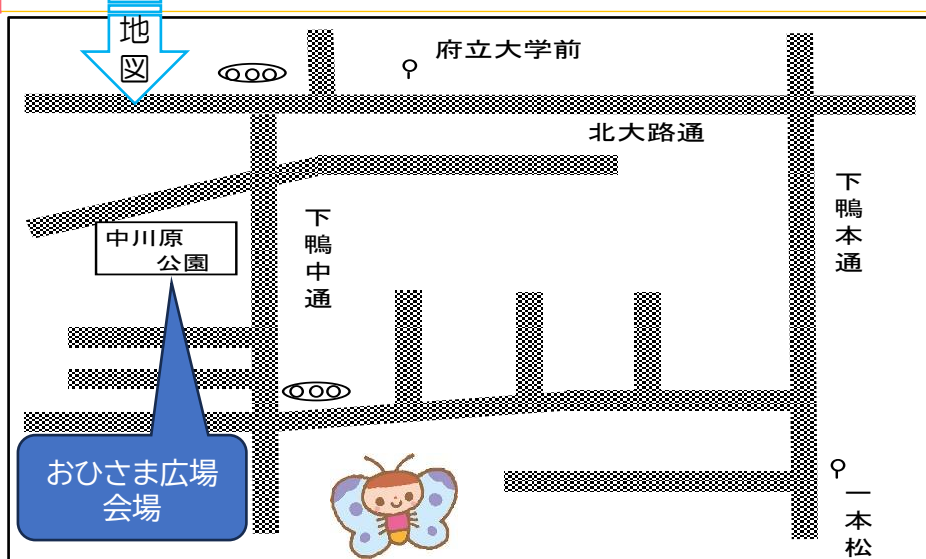 地図
府立大学前
北大路通
下鴨本通
中川原
公園
下鴨中通
おひさま広場
会場
一本松